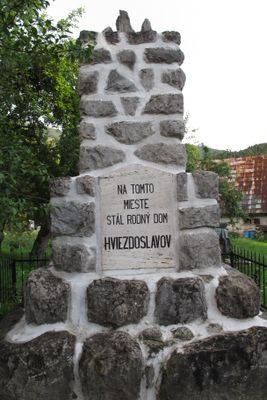 NA TOMTO
MIESTE
STÁL RODNÝ DOM
HVIEZDOSLAVOV